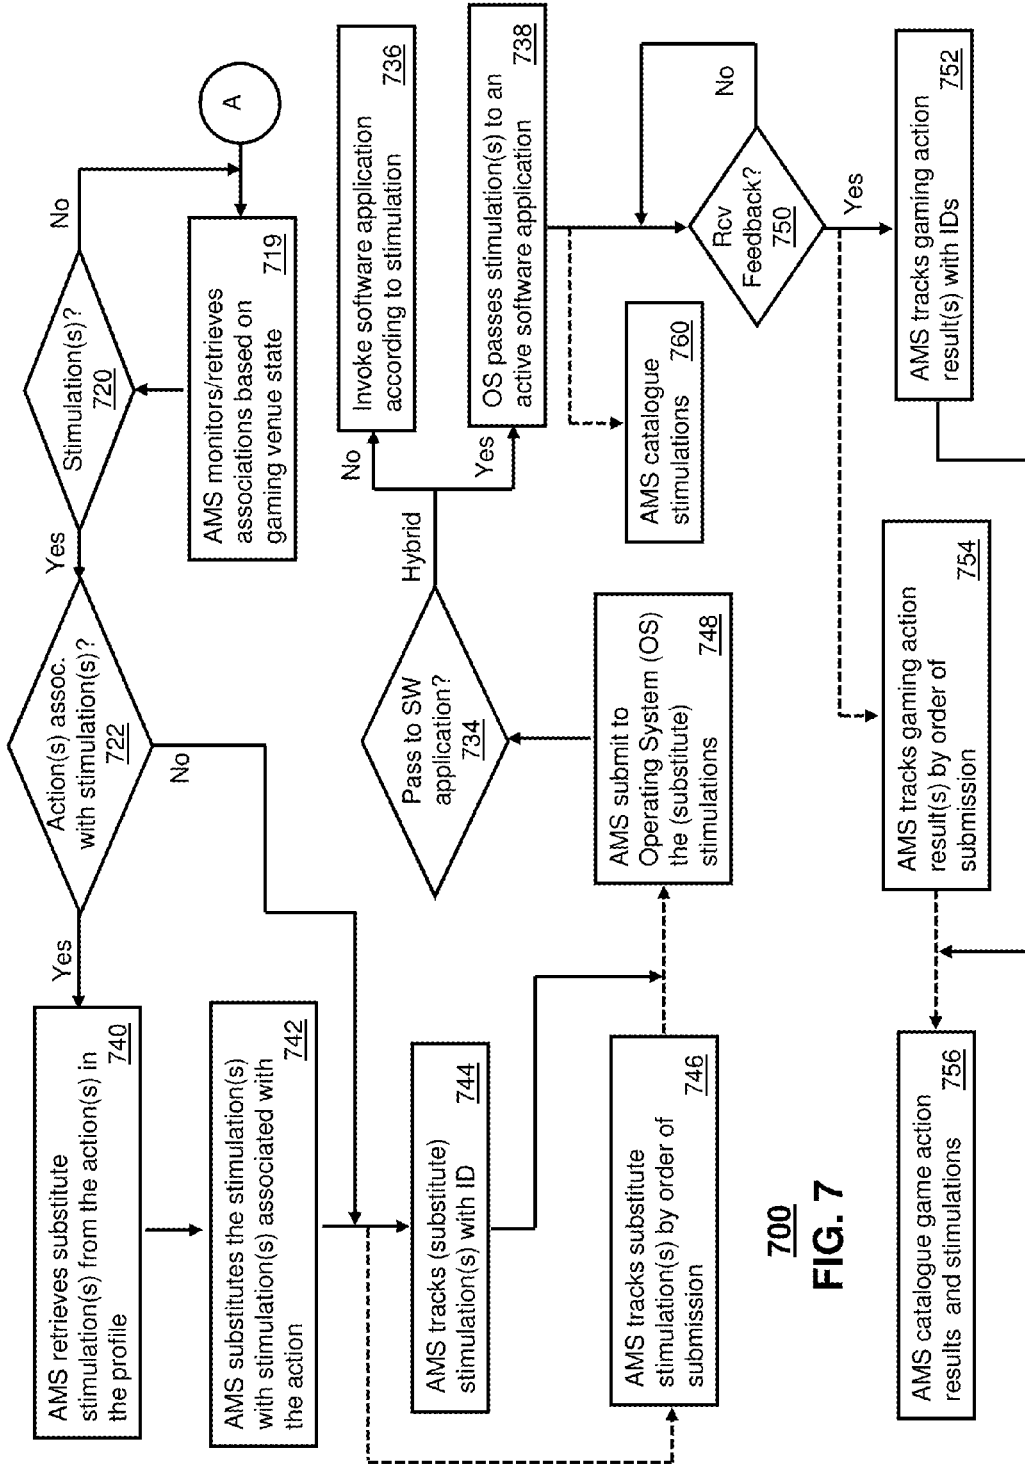 A
AMS monitors/retrieves
associations based on
gaming venue state
719
Stimulation(s)?
720
No
Yes
Action(s) assoc.
with stimulation(s)?
722
No
Yes
AMS retrieves substitute
stimulation(s) from the action(s) in
the profile
740
AMS substitutes the stimulation(s)
with stimulation(s) associated with
the action
742
AMS tracks (substitute)
stimulation(s) with ID
744
AMS tracks substitute
stimulation(s) by order of
submission
746
AMS submit to
Operating System (OS)
the (substitute)
stimulations
748
Pass to SW
application?
734
Hybrid
No
Yes
Invoke software application
according to stimulation
736
OS passes stimulation(s) to an
active software application
738
AMS catalogue
stimulations
760
Rcv
Feedback?
750
No
Yes
AMS tracks gaming action
result(s) with IDs
752
AMS tracks gaming action
result(s) by order of
submission
754
AMS catalogue game action
results and stimulations
756
700
FIG. 7